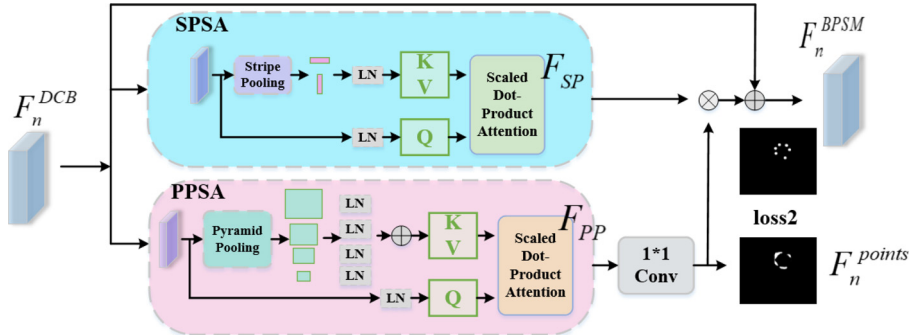 SPSA
Stripe
Pooling
LN
K
V
Scaled
Dot-
Product
Attention
F_{SP}
LN
Q
F_n^{DCB}
F_n^{BPSM}
PPSA
Pyramid
Pooling
LN
LN
LN
LN
K
V
Scaled
Dot-
Product
Attention
F_{PP}
LN
Q
1*1
Conv
loss2
F_n^{points}